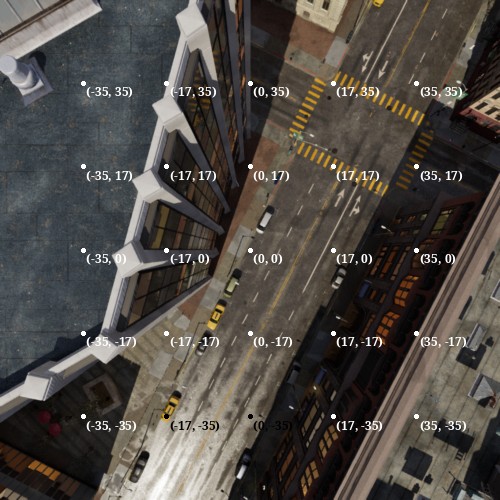 (-35, 35) (-17, 35) (0, 35) (17, 35) (35, 35)
(-35, 17) (-17, 17) (0, 17) (17, 17) (35, 17)
(-35, 0) (-17, 0) (0, 0) (17, 0) (35, 0)
(-35, -17) (-17, -17) (0, -17) (17, -17) (35, -17)
(-35, -35) (-17, -35) (0, -35) (17, -35) (35, -35)